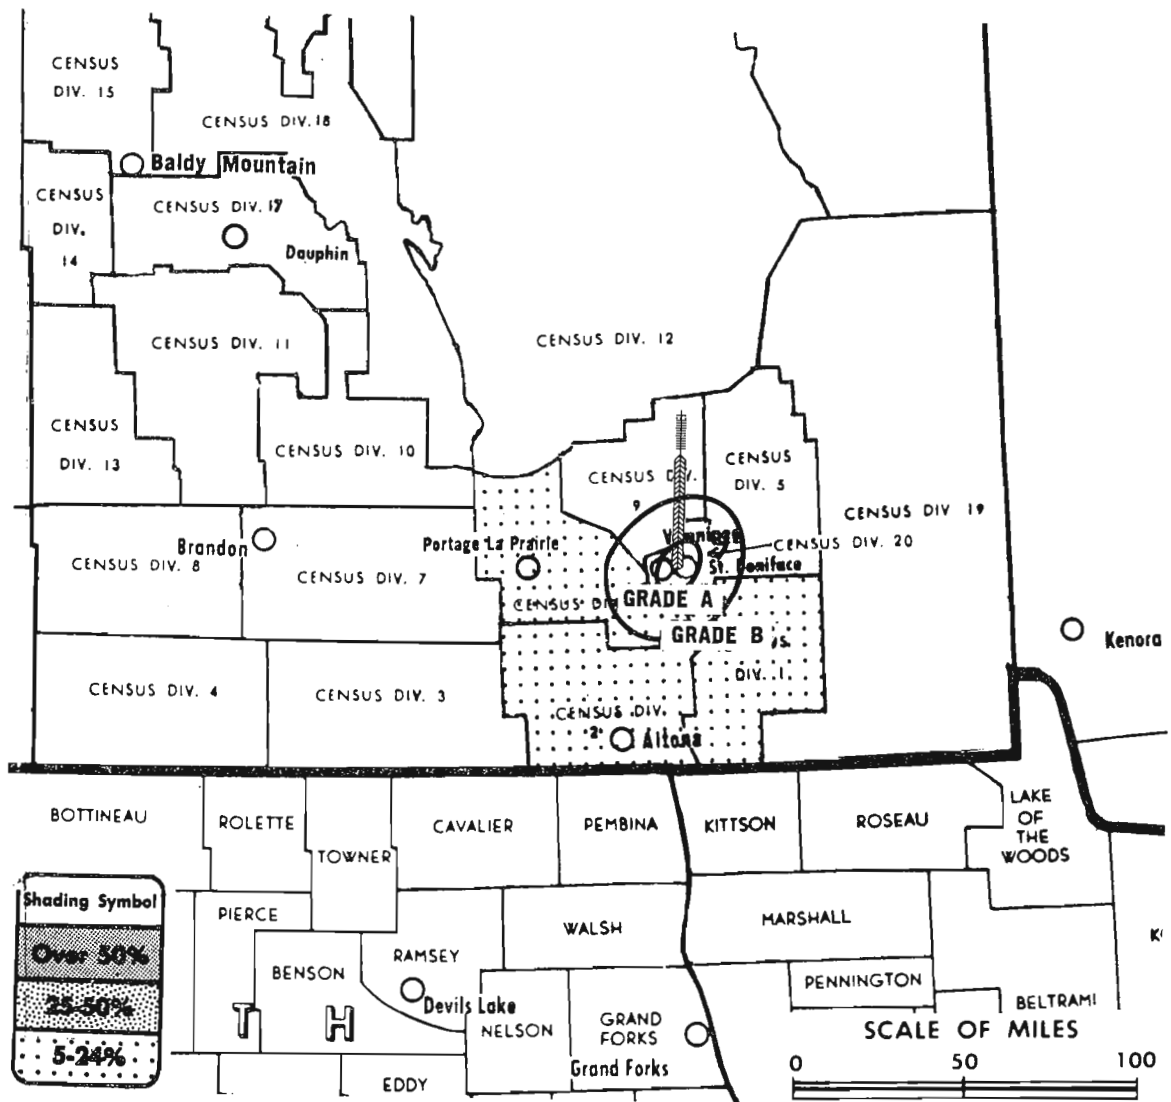 CENSUS
DIV. 15
CENSUS DIV. 18
Baldy Mountain
CENSUS
DIV.
14
CENSUS DIV. 17
Dauphin
CENSUS DIV. 11
CENSUS DIV. 12
CENSUS
DIV. 13
CENSUS DIV. 10
CENSUS DIV.
9
CENSUS
DIV. 5
CENSUS DIV 19
Brandon
CENSUS DIV. 8
CENSUS DIV. 7
Portage La Prairie
Winnipeg
CENSUS DIV. 20
St. Boniface
CENSUS DIV
GRADE A
GRADE B
S.
DIV. 1
Kenora
CENSUS DIV. 4
CENSUS DIV. 3
CENSUS DIV.
2
Altona
BOTTINEAU
ROLETTE
TOWNER
CAVALIER
PEMBINA
KITTSON
ROSEAU
LAKE
OF
THE
WOODS
Shading Symbol
Over 50%
25-50%
5-24%
PIERCE
BENSON
RAMSEY
WALSH
MARSHALL
PENNINGTON
BELTRAMI
K
Devils Lake
T H
NELSON
GRAND
FORKS
Grand Forks
EDDY
SCALE OF MILES
0 50 100